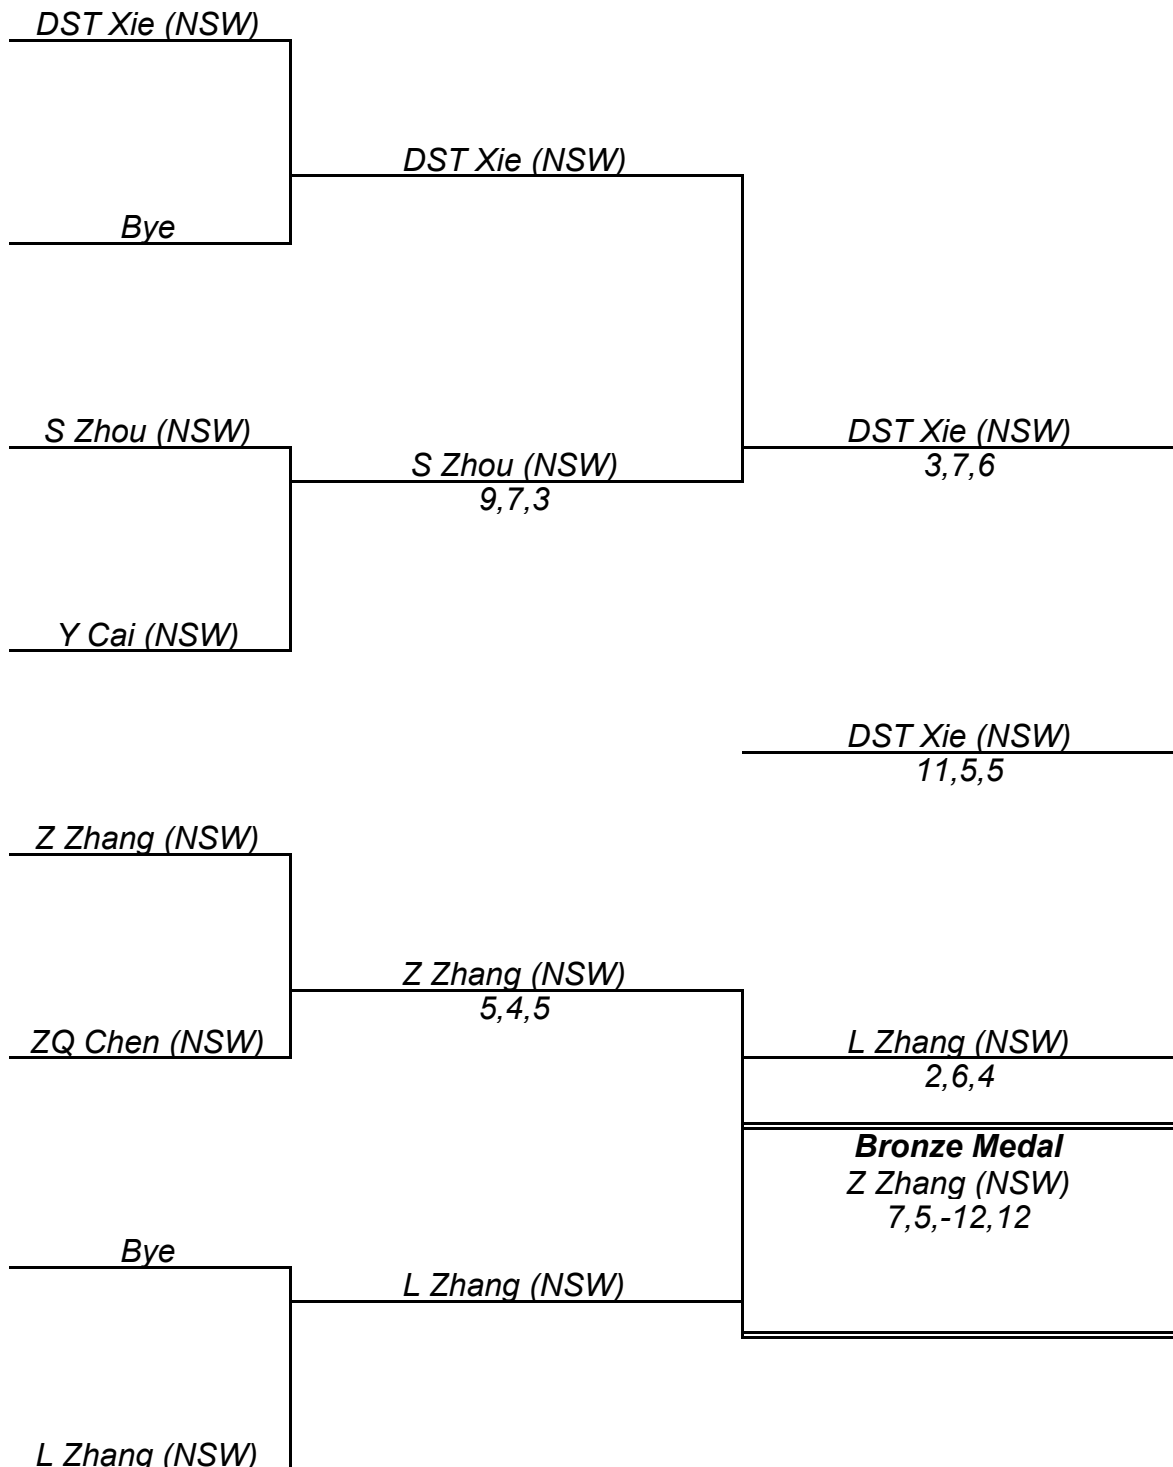 DST Xie (NSW)
DST Xie (NSW)
Bye
S Zhou (NSW)
DST Xie (NSW)
S Zhou (NSW)
3,7,6
9,7,3
Y Cai (NSW)
DST Xie (NSW)
11,5,5
Z Zhang (NSW)
Z Zhang (NSW)
5,4,5
ZQ Chen (NSW)
L Zhang (NSW)
2,6,4
Bronze Medal
Z Zhang (NSW)
7,5,-12,12
Bye
L Zhang (NSW)
L Zhang (NSW)